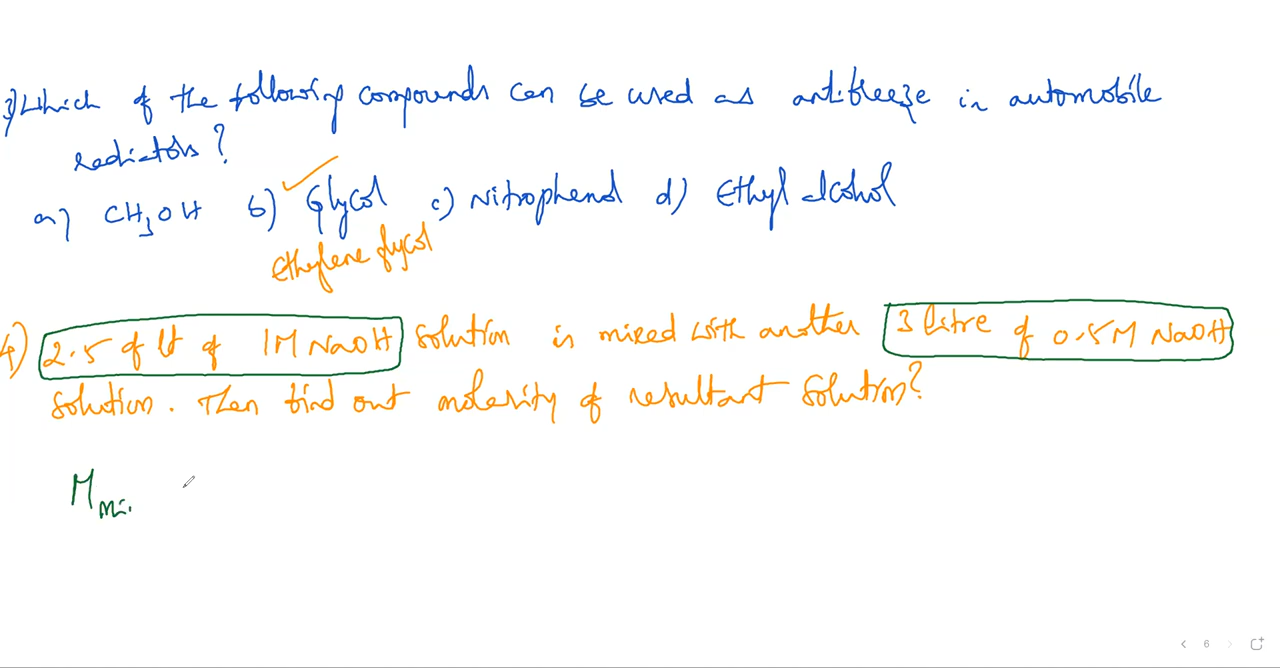 3) Which of the following compounds can be used as antifreeze in automobile
radiators?
a) CH3OH b) Glycol c) Nitrophenol d) Ethyl alcohol
Ethylene glycol
4) 2.5 of lt of 1M NaOH solution is mixed with another 3 litre of 0.5M NaOH
solution. Then find out molarity of resultant solution?
M mi.
6